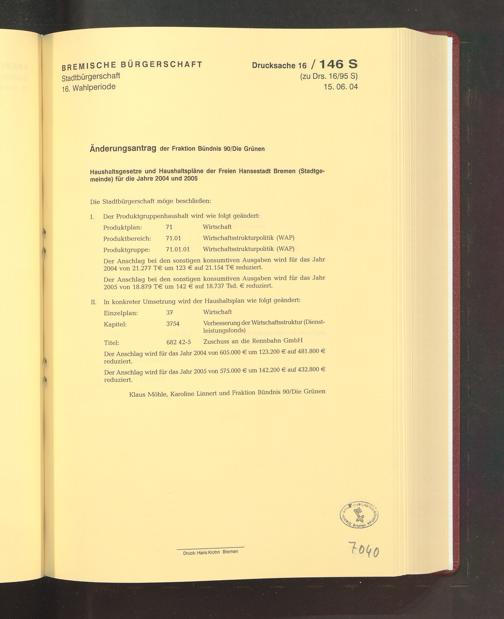 BREMISCHE BÜRGERSCHAFT
Stadtbürgerschaft
16. Wahlperiode
Drucksache 16 / 146 S
(zu Drs. 16/95 S)
15. 06. 04
Änderungsantrag der Fraktion Bündnis 90/Die Grünen
Haushaltsgesetze und Haushaltspläne der Freien Hansestadt Bremen (Stadtge-
meinde) für die Jahre 2004 und 2005
Die Stadtbürgerschaft möge beschließen:
I. Der Produktgruppenhaushalt wird wie folgt geändert:
Produktplan: 71 Wirtschaft
Produktbereich: 71.01 Wirtschaftsstrukturpolitik (WAP)
Produktgruppe: 71.01.01 Wirtschaftsstrukturpolitik (WAP)
Der Anschlag bei den sonstigen konsumtiven Ausgaben wird für das Jahr
2004 von 21.277 T€ um 123 € auf 21.154 T€ reduziert.
Der Anschlag bei den sonstigen konsumtiven Ausgaben wird für das Jahr
2005 von 18.879 T€ um 142 € auf 18.737 Tsd. € reduziert.
II. In konkreter Umsetzung wird der Haushaltsplan wie folgt geändert:
Einzelplan: 37 Wirtschaft
Kapitel: 3754 Verbesserung der Wirtschaftsstruktur (Dienst-
leistungsfonds)
Titel: 682 42-5 Zuschuss an die Rennbahn GmbH
Der Anschlag wird für das Jahr 2004 von 605.000 € um 123.200 € auf 481.800 €
reduziert.
Der Anschlag wird für das Jahr 2005 von 575.000 € um 142.200 € auf 432.800 €
reduziert.
Klaus Möhle, Karoline Linnert und Fraktion Bündnis 90/Die Grünen
Druck: Hans Krohn Bremen
7040